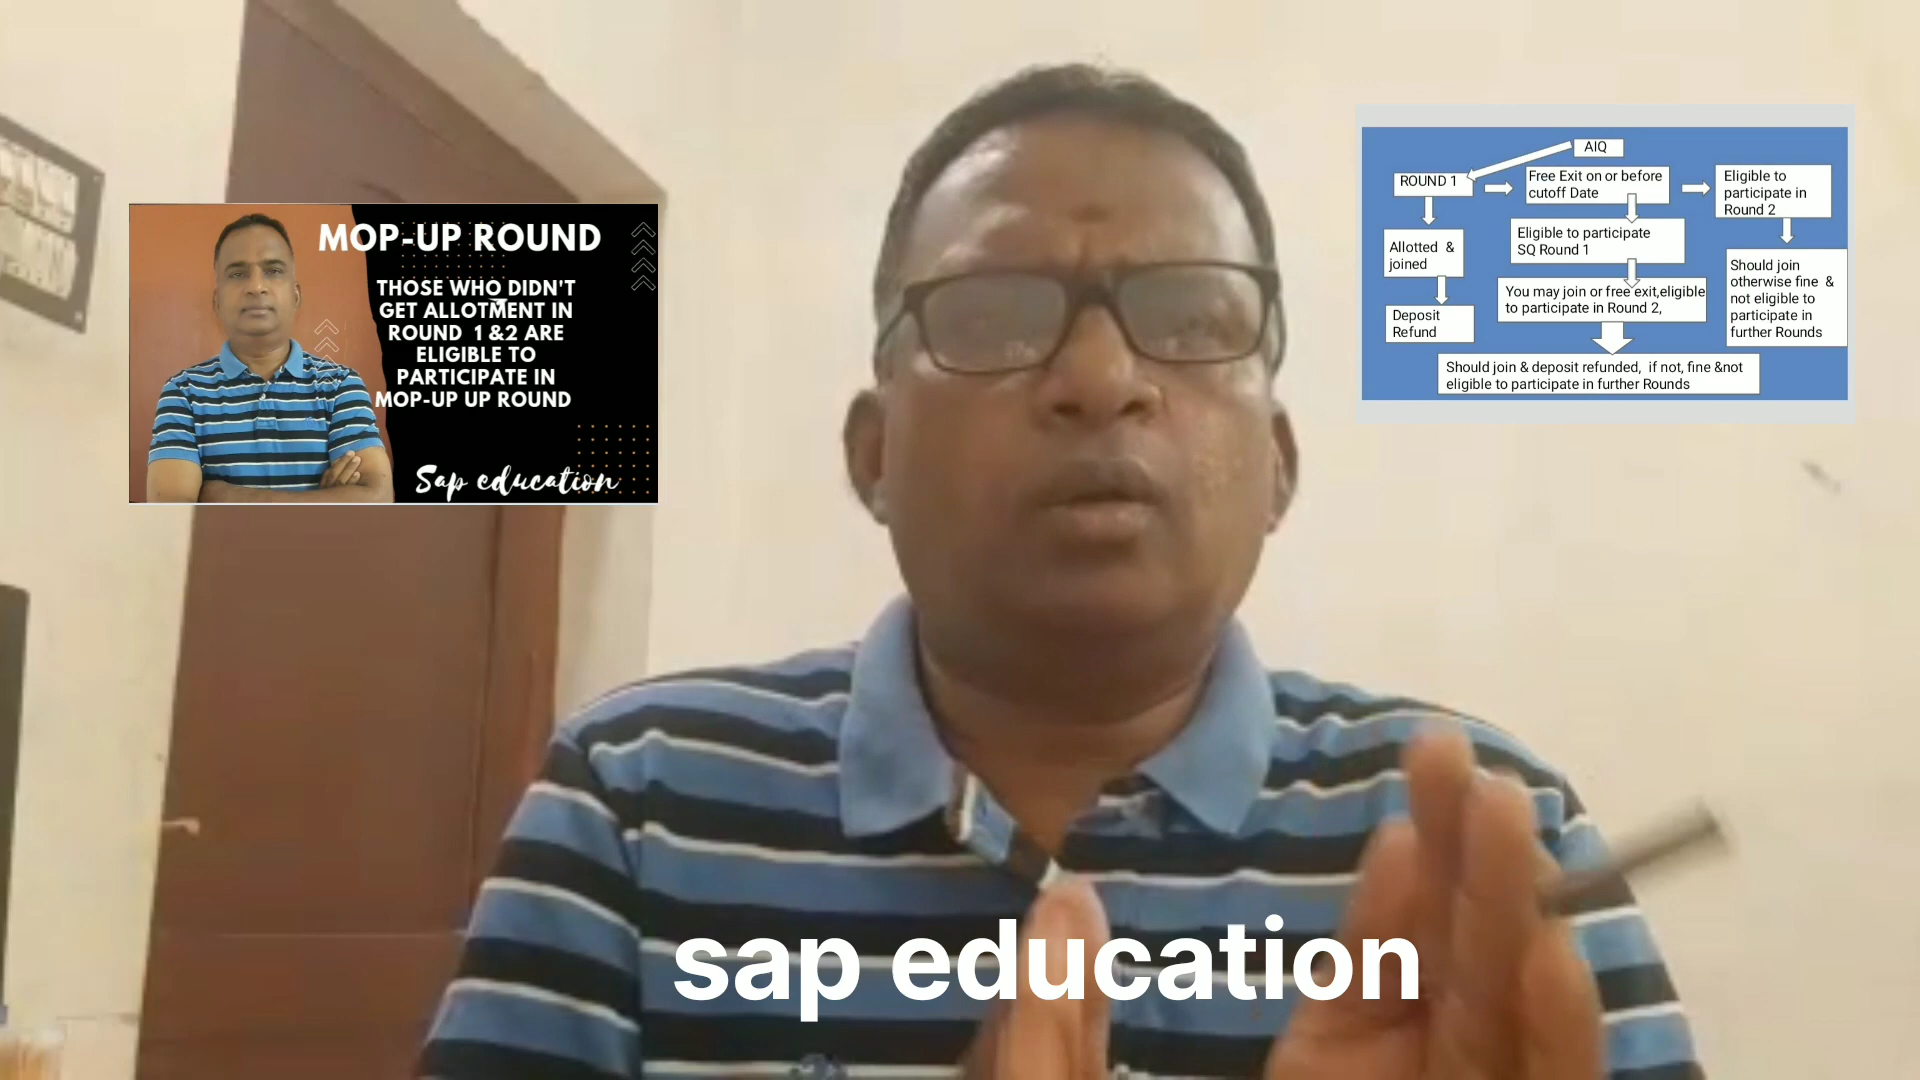 MOP-UP ROUND
THOSE WHO DIDN'T
GET ALLOTMENT IN
ROUND 1 &2 ARE
ELIGIBLE TO
PARTICIPATE IN
MOP-UP UP ROUND
Sap education
AIQ
ROUND 1
Free Exit on or before
cutoff Date
Eligible to
participate in
Round 2
Allotted &
joined
Eligible to participate
SQ Round 1
Should join
otherwise fine &
not eligible to
participate in
further Rounds
You may join or free exit,eligible
to participate in Round 2,
Deposit
Refund
Should join & deposit refunded, if not, fine &not
eligible to participate in further Rounds
sap education